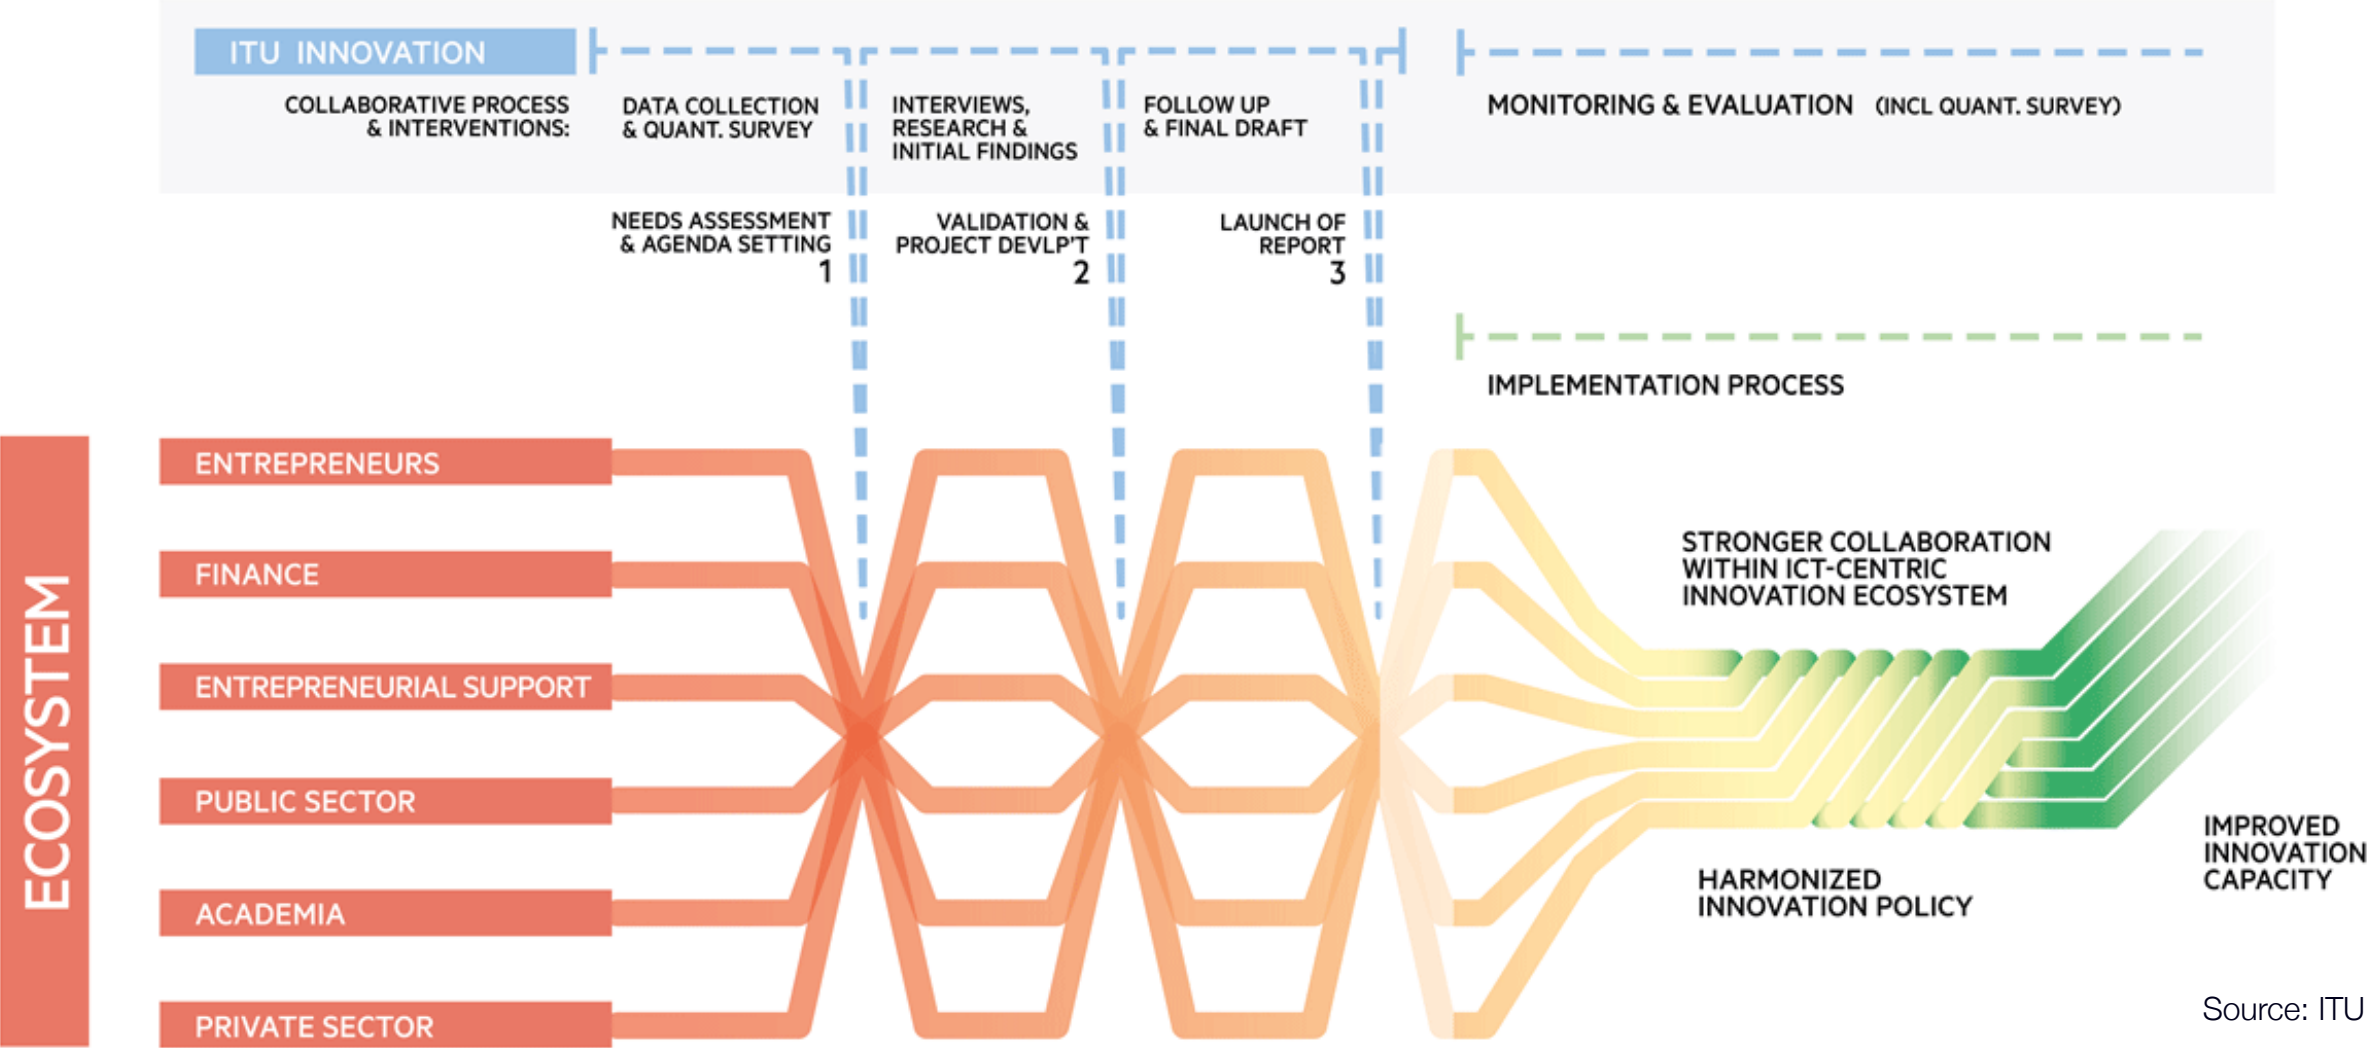 ITU INNOVATION
COLLABORATIVE PROCESS
& INTERVENTIONS:
DATA COLLECTION
& QUANT. SURVEY
INTERVIEWS,
RESEARCH &
INITIAL FINDINGS
FOLLOW UP
& FINAL DRAFT
MONITORING & EVALUATION (INCL QUANT. SURVEY)
NEEDS ASSESSMENT
& AGENDA SETTING
1
VALIDATION &
PROJECT DEVLP'T
2
LAUNCH OF
REPORT
3
IMPLEMENTATION PROCESS
ECOSYSTEM
ENTREPRENEURS
FINANCE
ENTREPRENEURIAL SUPPORT
PUBLIC SECTOR
ACADEMIA
PRIVATE SECTOR
STRONGER COLLABORATION
WITHIN ICT-CENTRIC
INNOVATION ECOSYSTEM
HARMONIZED
INNOVATION POLICY
IMPROVED
INNOVATION
CAPACITY
Source: ITU